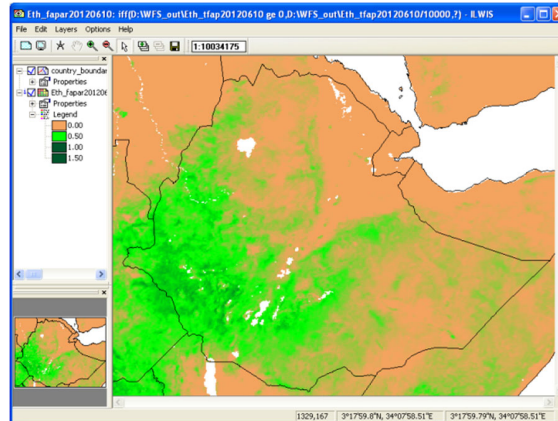 Eth_fapar20120610: iff(D:\WFS_out\Eth_tfap20120610 ge 0,D:\WFS_out\Eth_tfap20120610/10000,?) - ILWIS
File Edit Layers Options Help
1:10034175
country_boundar
Properties
Eth_fapar201206
Properties
Legend
0.00
0.50
1.00
1.50
1329,167 3°17'59.8"N, 34°07'58.51"E 3°17'59.79"N, 34°07'58.51"E